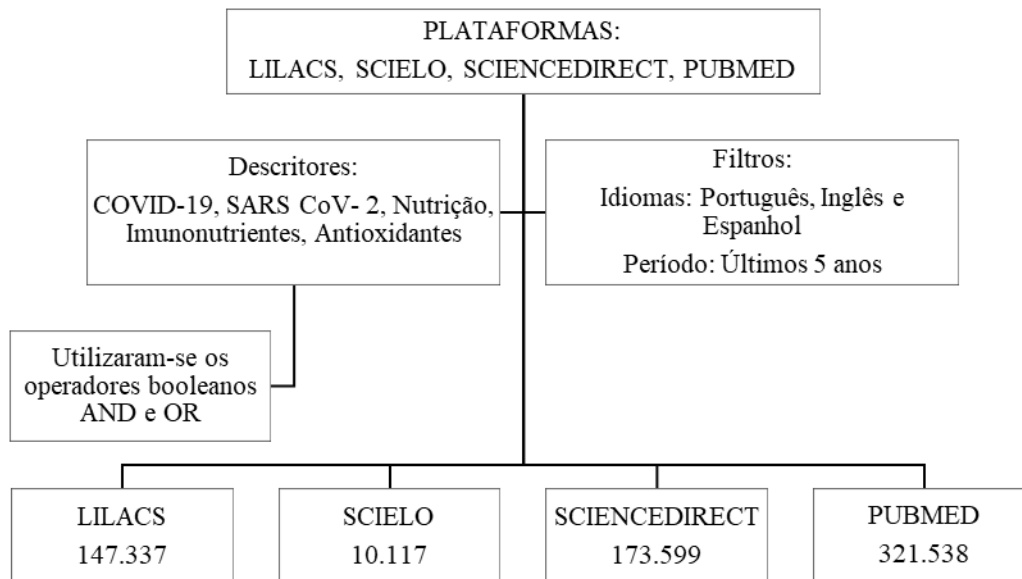 PLATAFORMAS:
LILACS, SCIELO, SCIENCEDIRECT, PUBMED
Descritores:
COVID-19, SARS CoV- 2, Nutrição,
Imunonutrientes, Antioxidantes
Filtros:
Idiomas: Português, Inglês e
Espanhol
Período: Últimos 5 anos
Utilizaram-se os
operadores booleanos
AND e OR
LILACS
147.337
SCIELO
10.117
SCIENCEDIRECT
173.599
PUBMED
321.538